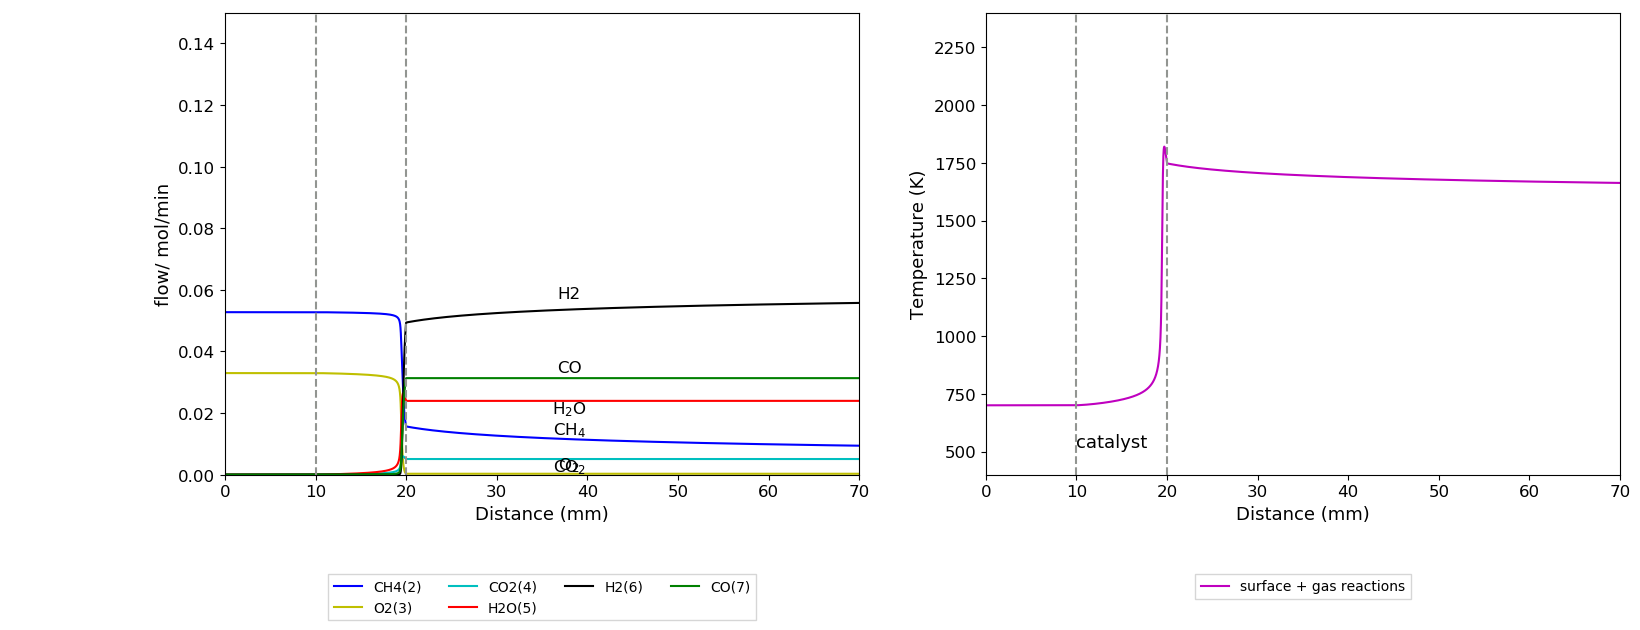 0.14
0.12
0.10
0.08
0.06
0.04
0.02
0.00
flow/ mol/min
H2
CO
H₂O
CH₄
O₂
CO₂
0 10 20 30 40 50 60 70
Distance (mm)
CH4(2) CO2(4) H2(6) CO(7)
O2(3) H2O(5)
2250
2000
1750
1500
1250
1000
750
500
Temperature (K)
catalyst
0 10 20 30 40 50 60 70
Distance (mm)
surface + gas reactions